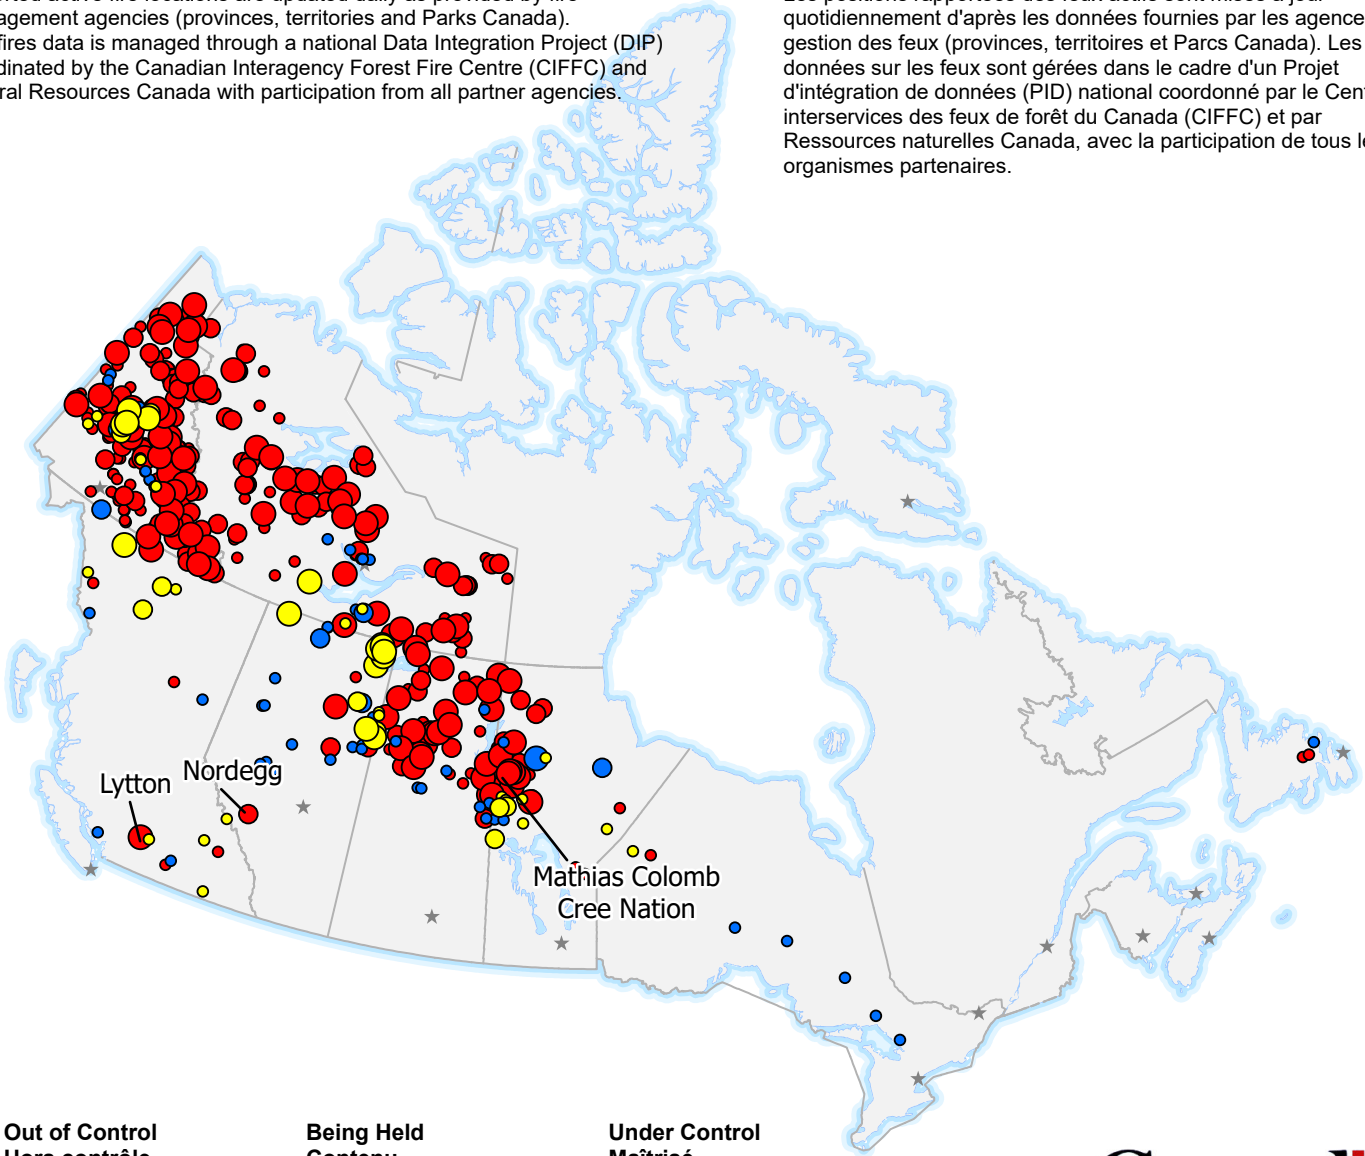 agement agencies (provinces, territories and Parks Canada).
fires data is managed through a national Data Integration Project (DIP)
dinated by the Canadian Interagency Forest Fire Centre (CIFFC) and
ral Resources Canada with participation from all partner agencies.
quotidiennement d'après les données fournies par les agence
gestion des feux (provinces, territoires et Parcs Canada). Les
données sur les feux sont gérées dans le cadre d'un Projet
d'intégration de données (PID) national coordonné par le Cent
interservices des feux de forêt du Canada (CIFFC) et par
Ressources naturelles Canada, avec la participation de tous le
organismes partenaires.
Lytton
Nordegg
Mathias Colomb
Cree Nation
Out of Control
Being Held
Under Control